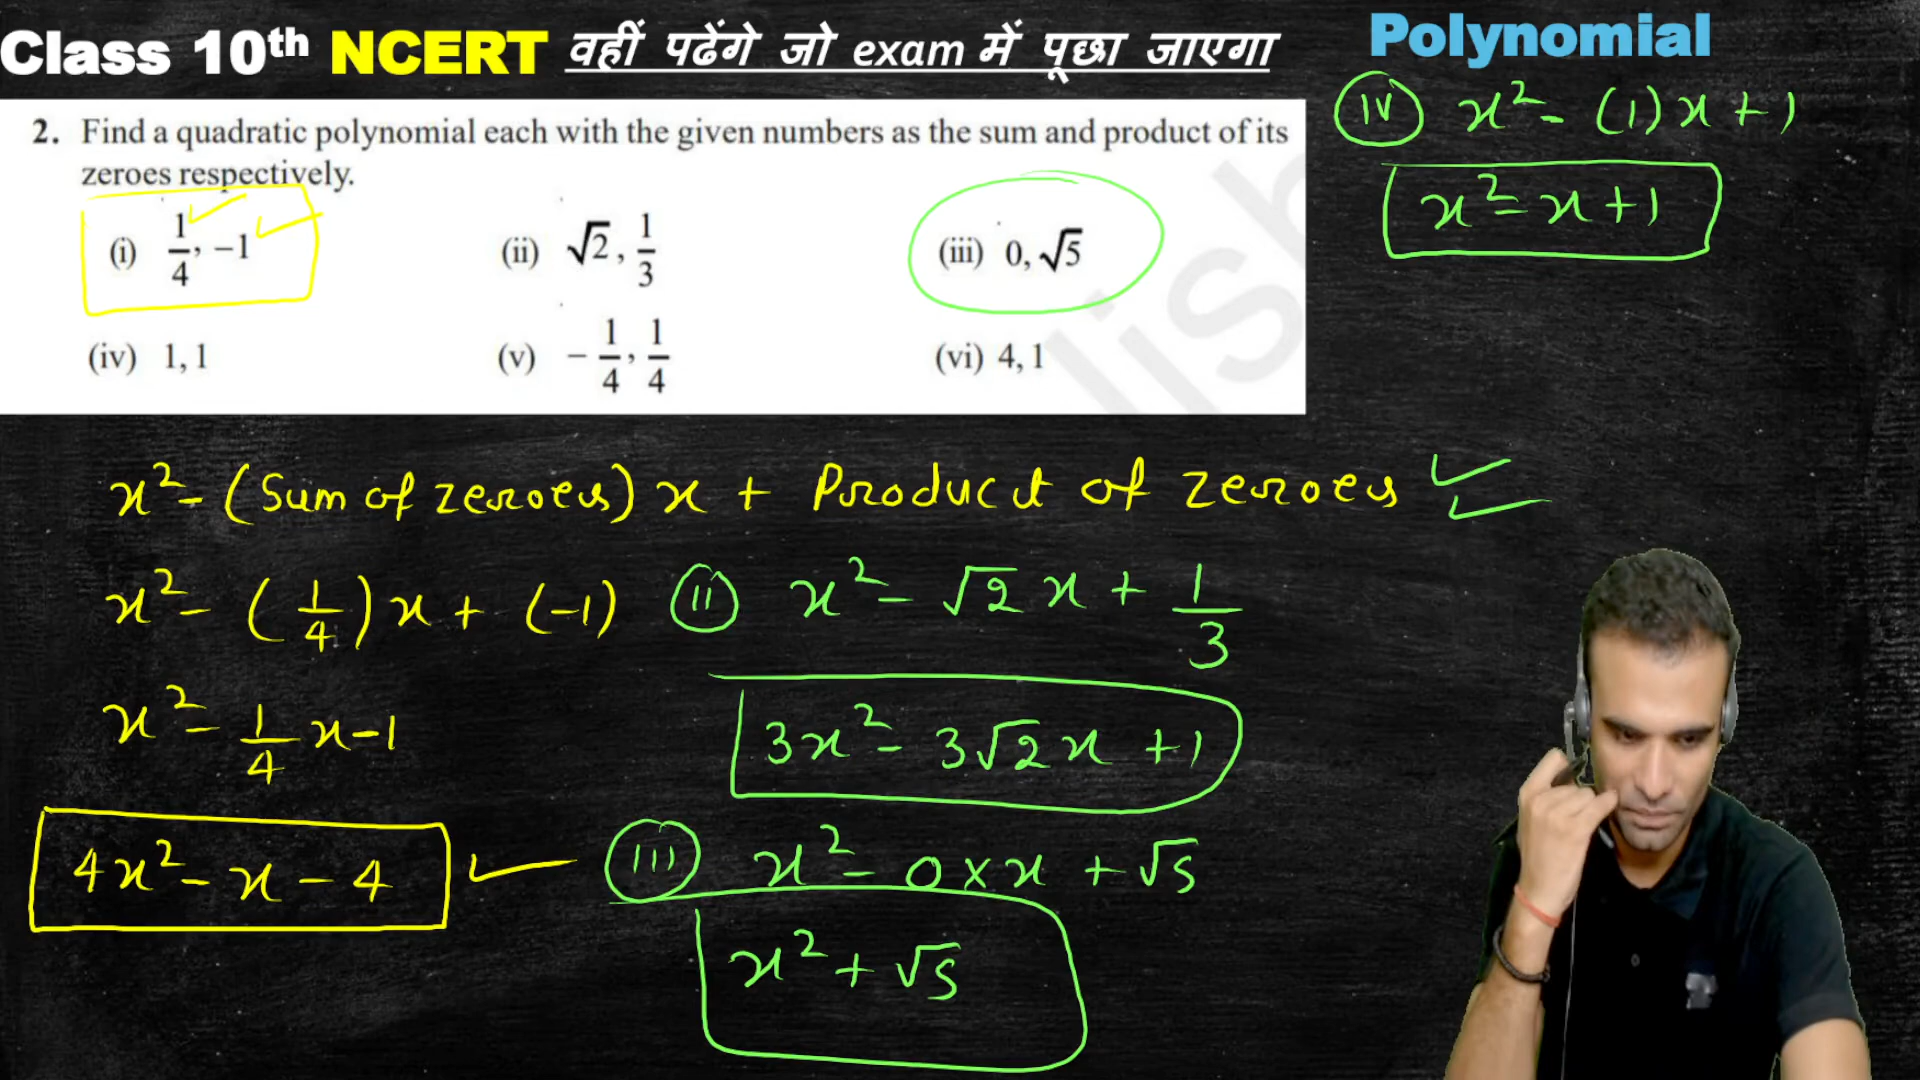 Class 10th NCERT वहीं पढेंगे जो exam में पूछा जाएगा
Polynomial
2. Find a quadratic polynomial each with the given numbers as the sum and product of its
zeroes respectively.
(i) 1/4, −1 (ii) √2, 1/3 (iii) 0, √5
(iv) 1, 1 (v) −1/4, 1/4 (vi) 4, 1
(iv) x² − (1)x + 1
x² − x + 1
x² − (Sum of zeroes) x + Product of zeroes
x² − (1/4)x + (−1)
x² − 1/4 x − 1
4x² − x − 4
(ii) x² − √2 x + 1/3
3x² − 3√2 x + 1
(iii) x² − 0 × x + √5
x² + √5